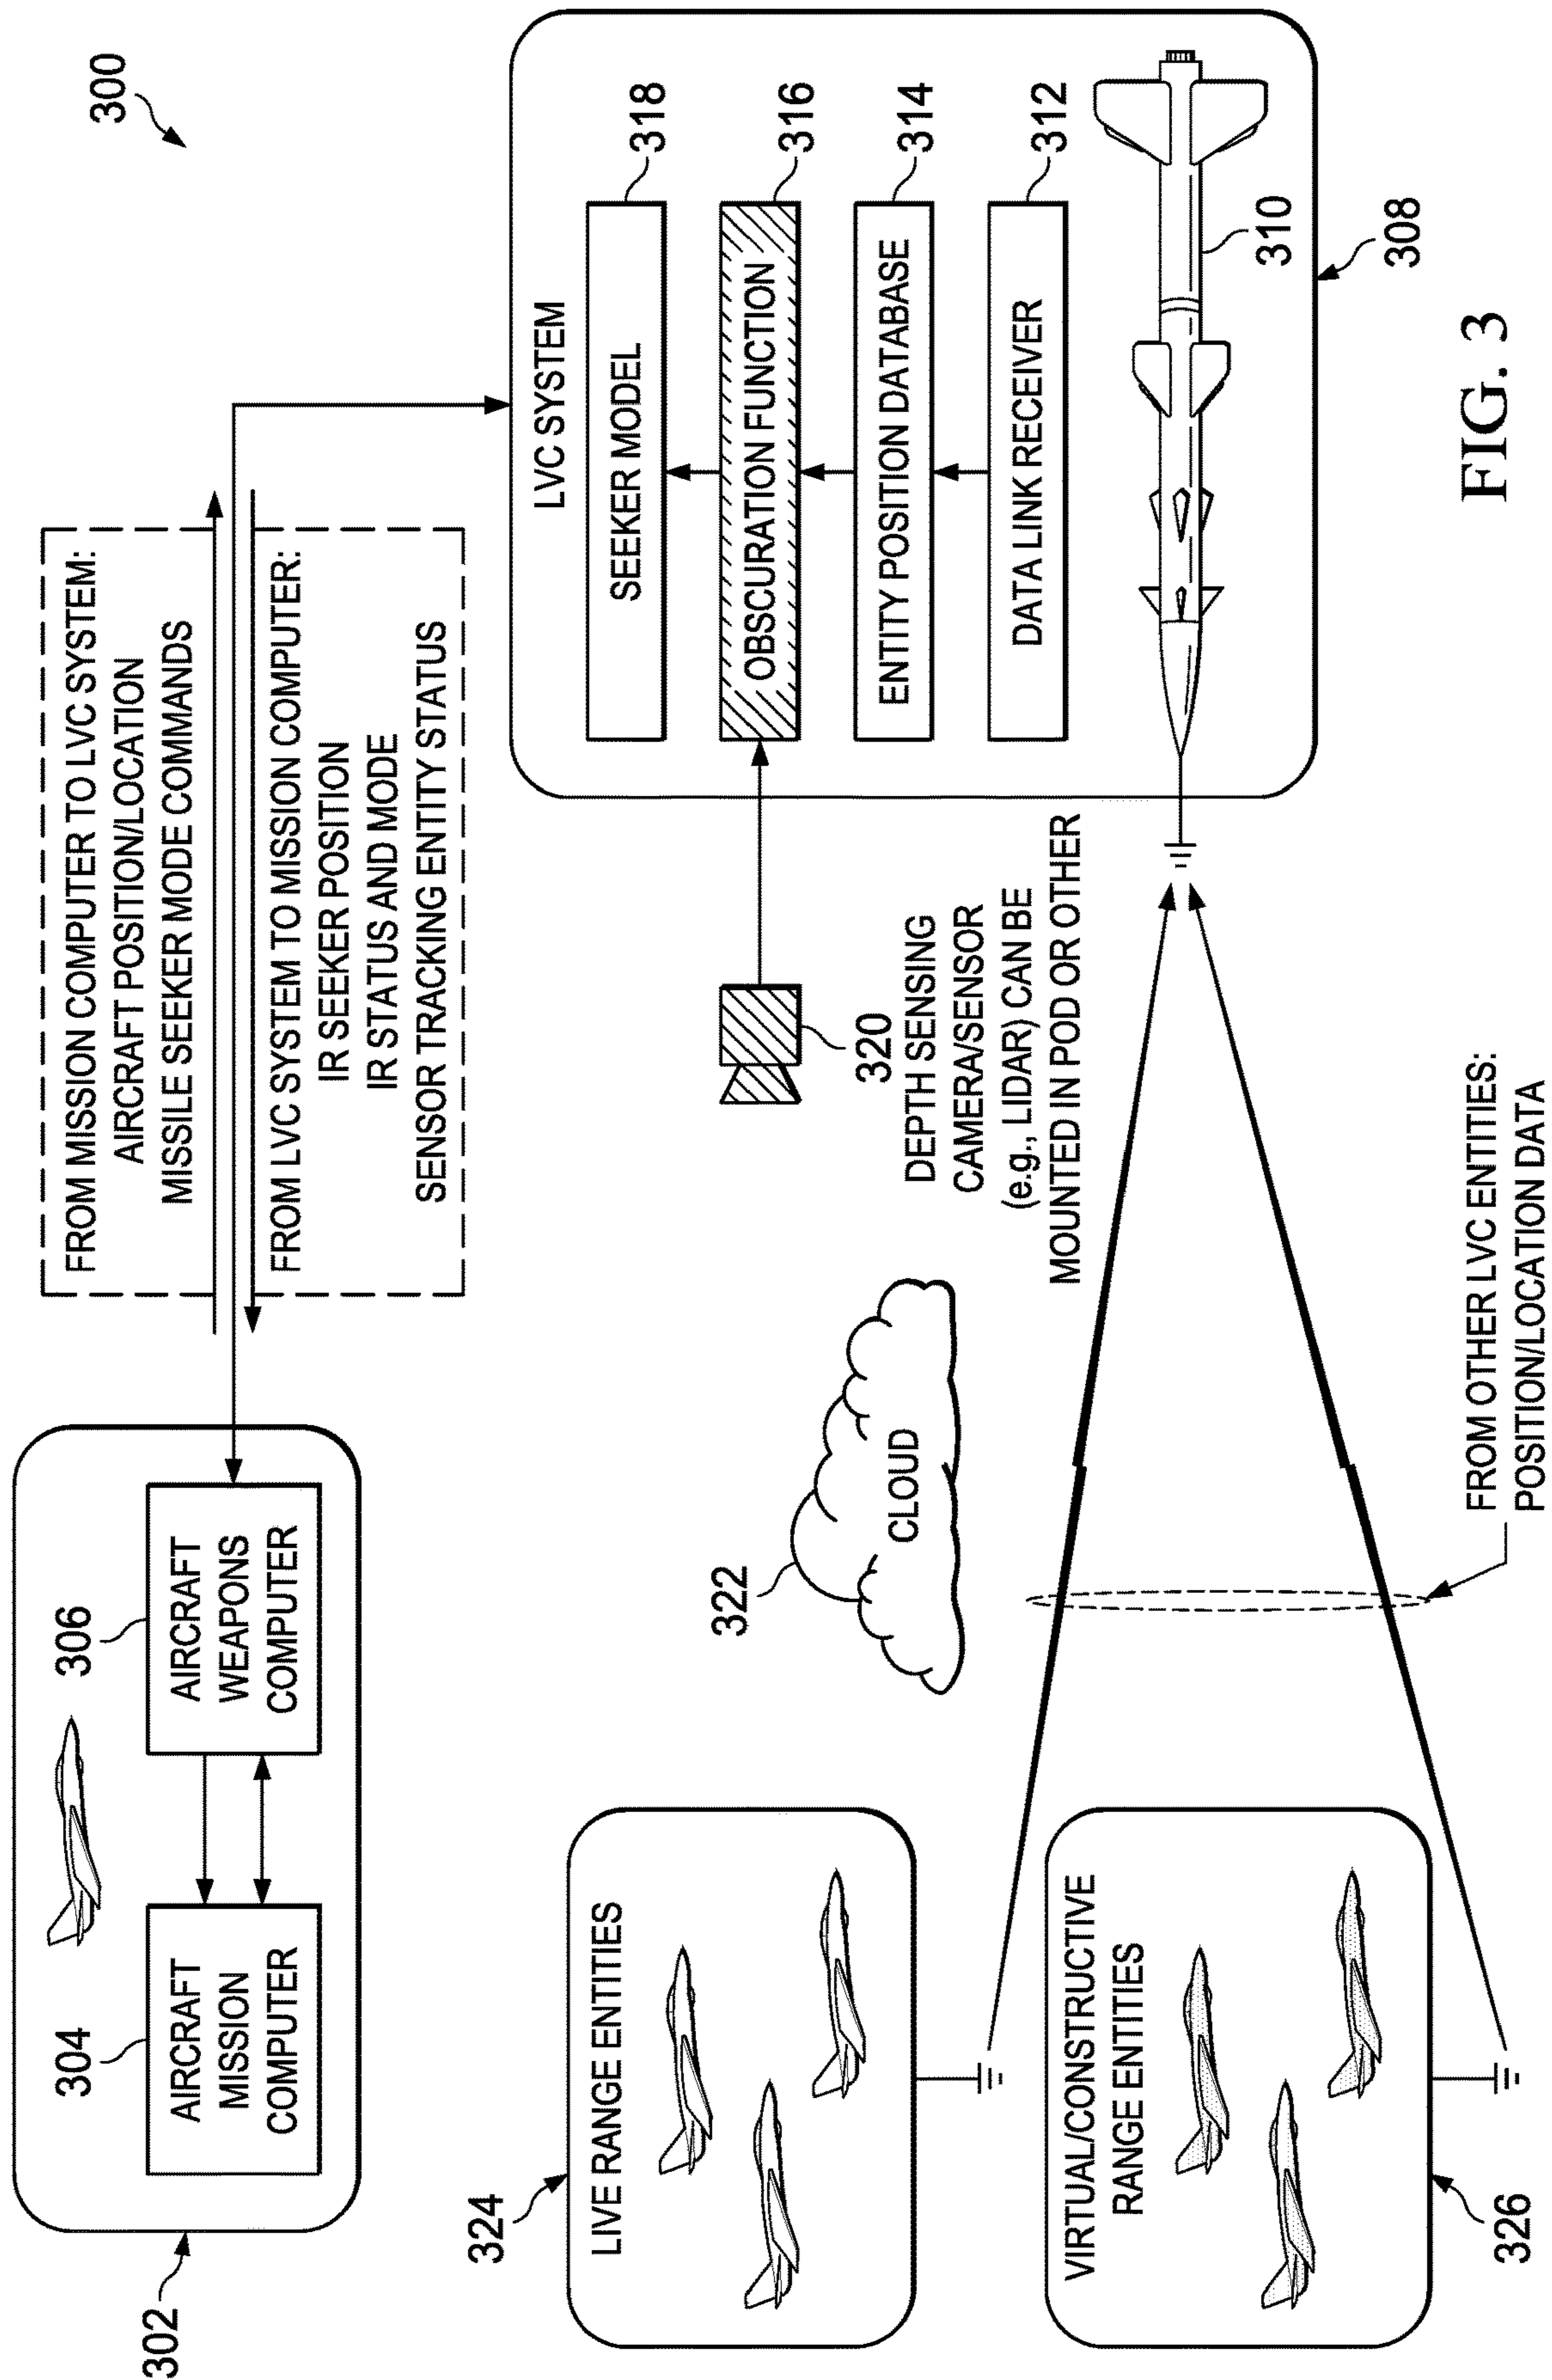 300
302
304
AIRCRAFT
MISSION
COMPUTER
306
AIRCRAFT
WEAPONS
COMPUTER
FROM MISSION COMPUTER TO LVC SYSTEM:
AIRCRAFT POSITION/LOCATION
MISSILE SEEKER MODE COMMANDS
FROM LVC SYSTEM TO MISSION COMPUTER:
IR SEEKER POSITION
IR STATUS AND MODE
SENSOR TRACKING ENTITY STATUS
LVC SYSTEM
SEEKER MODEL
318
OBSCURATION FUNCTION
316
ENTITY POSITION DATABASE
314
DATA LINK RECEIVER
312
310
308
320
DEPTH SENSING
CAMERA/SENSOR
(e.g., LIDAR) CAN BE
MOUNTED IN POD OR OTHER
322
CLOUD
324
LIVE RANGE ENTITIES
VIRTUAL/CONSTRUCTIVE
RANGE ENTITIES
326
FROM OTHER LVC ENTITIES:
POSITION/LOCATION DATA
FIG. 3